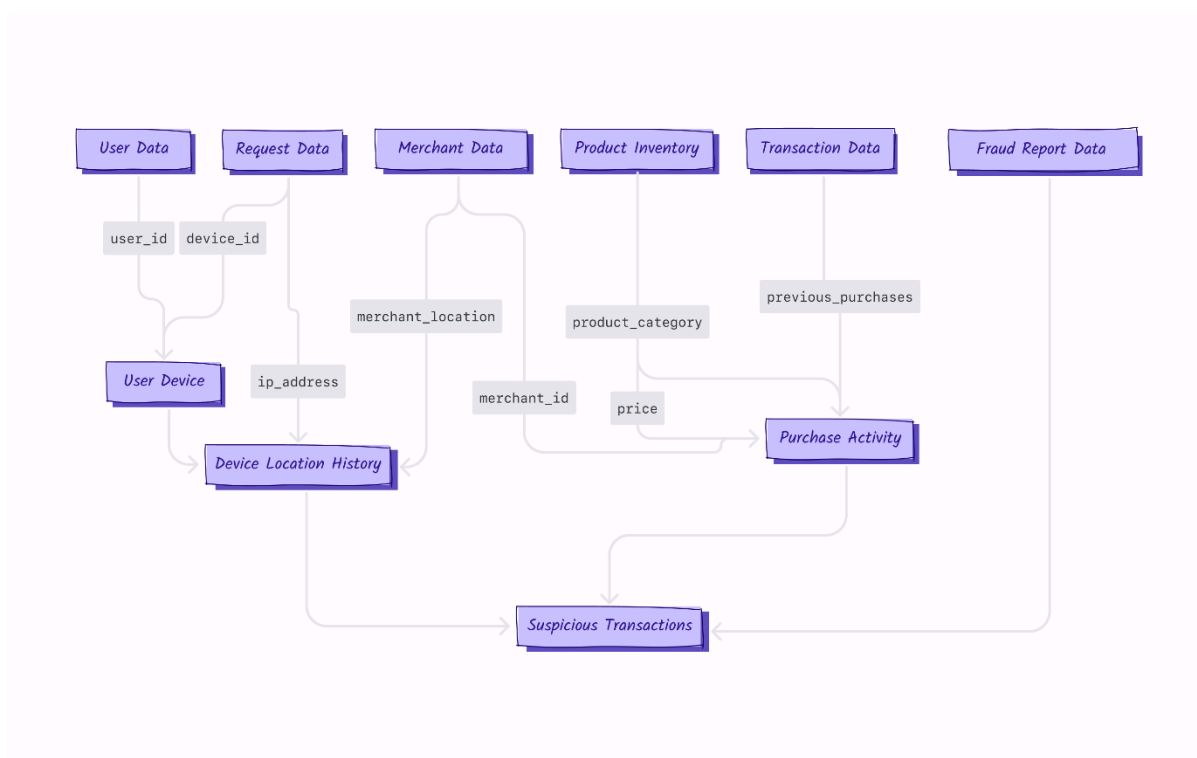 User Data
Request Data
Merchant Data
Product Inventory
Transaction Data
Fraud Report Data
user_id
device_id
previous_purchases
merchant_location
product_category
User Device
ip_address
merchant_id
price
Purchase Activity
Device Location History
Suspicious Transactions